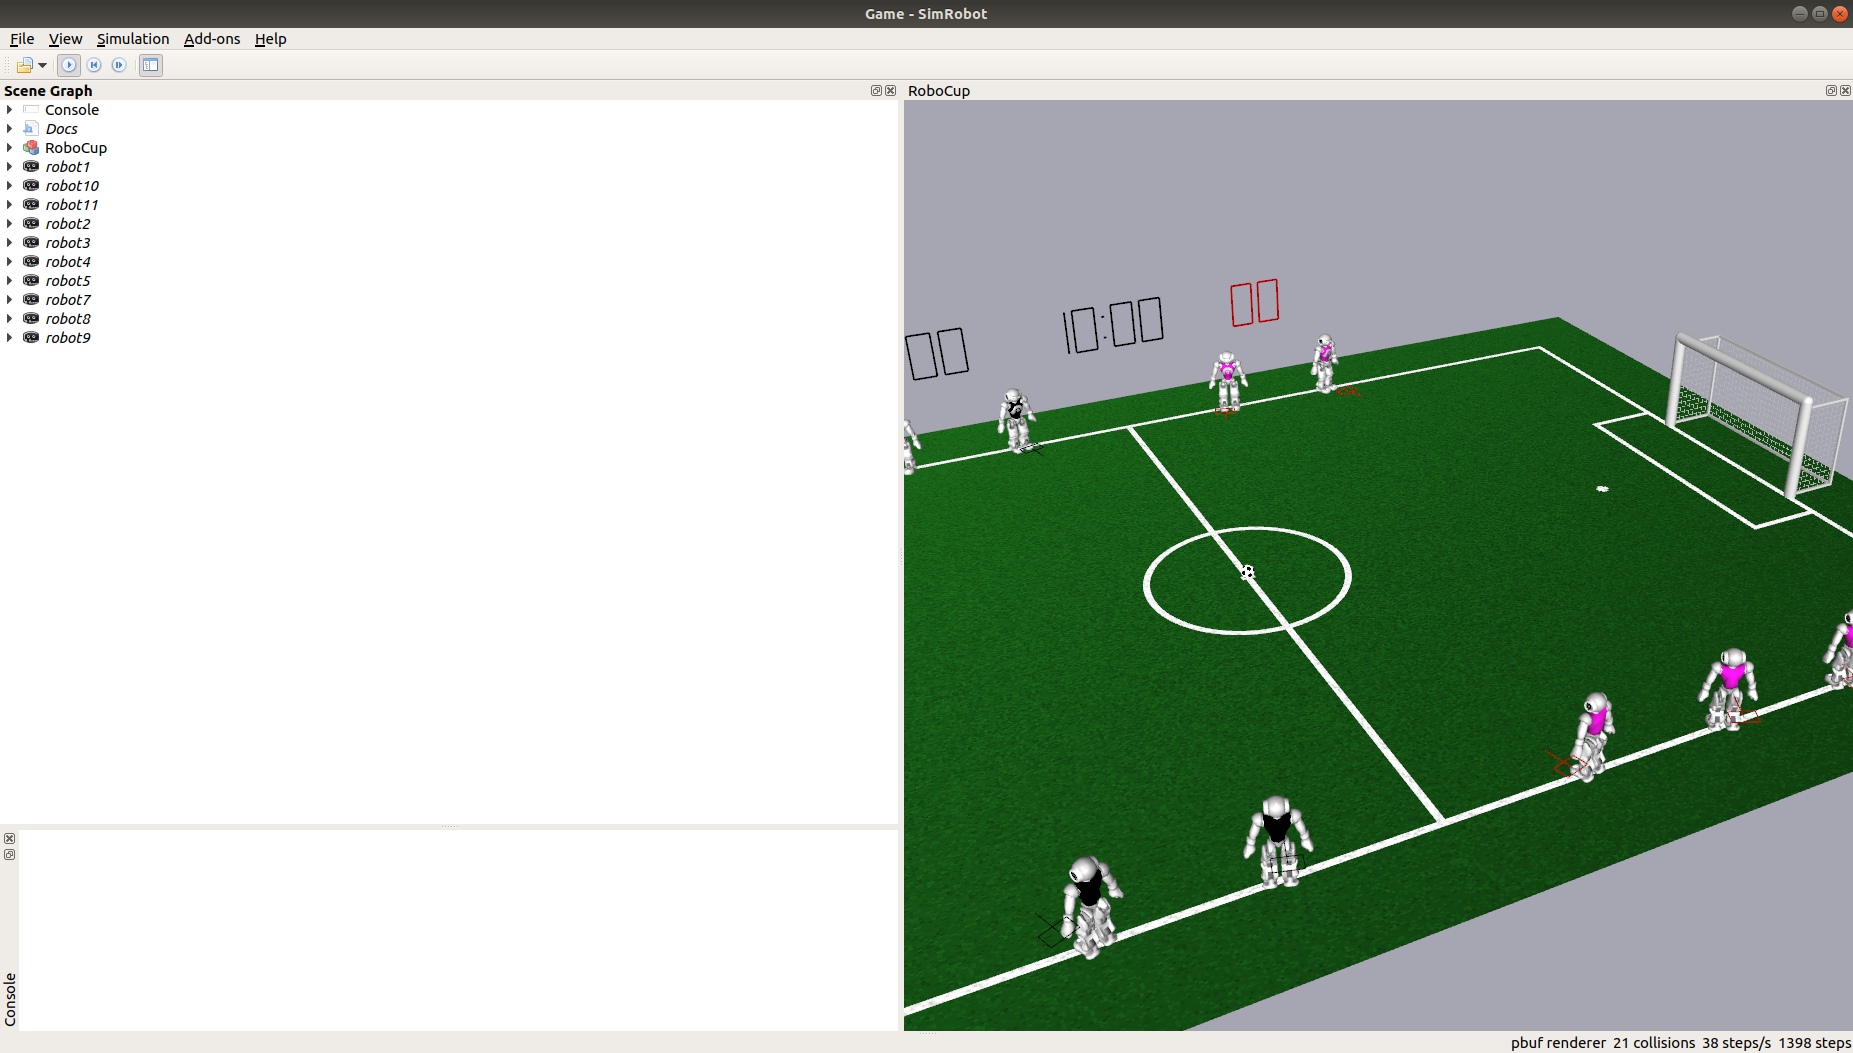 Game - SimRobot
File View Simulation Add-ons Help
Scene Graph
Console
Docs
RoboCup
robot1
robot10
robot11
robot2
robot3
robot4
robot5
robot7
robot8
robot9
Console
RoboCup
00 10:00 00
pbuf renderer 21 collisions 38 steps/s 1398 steps